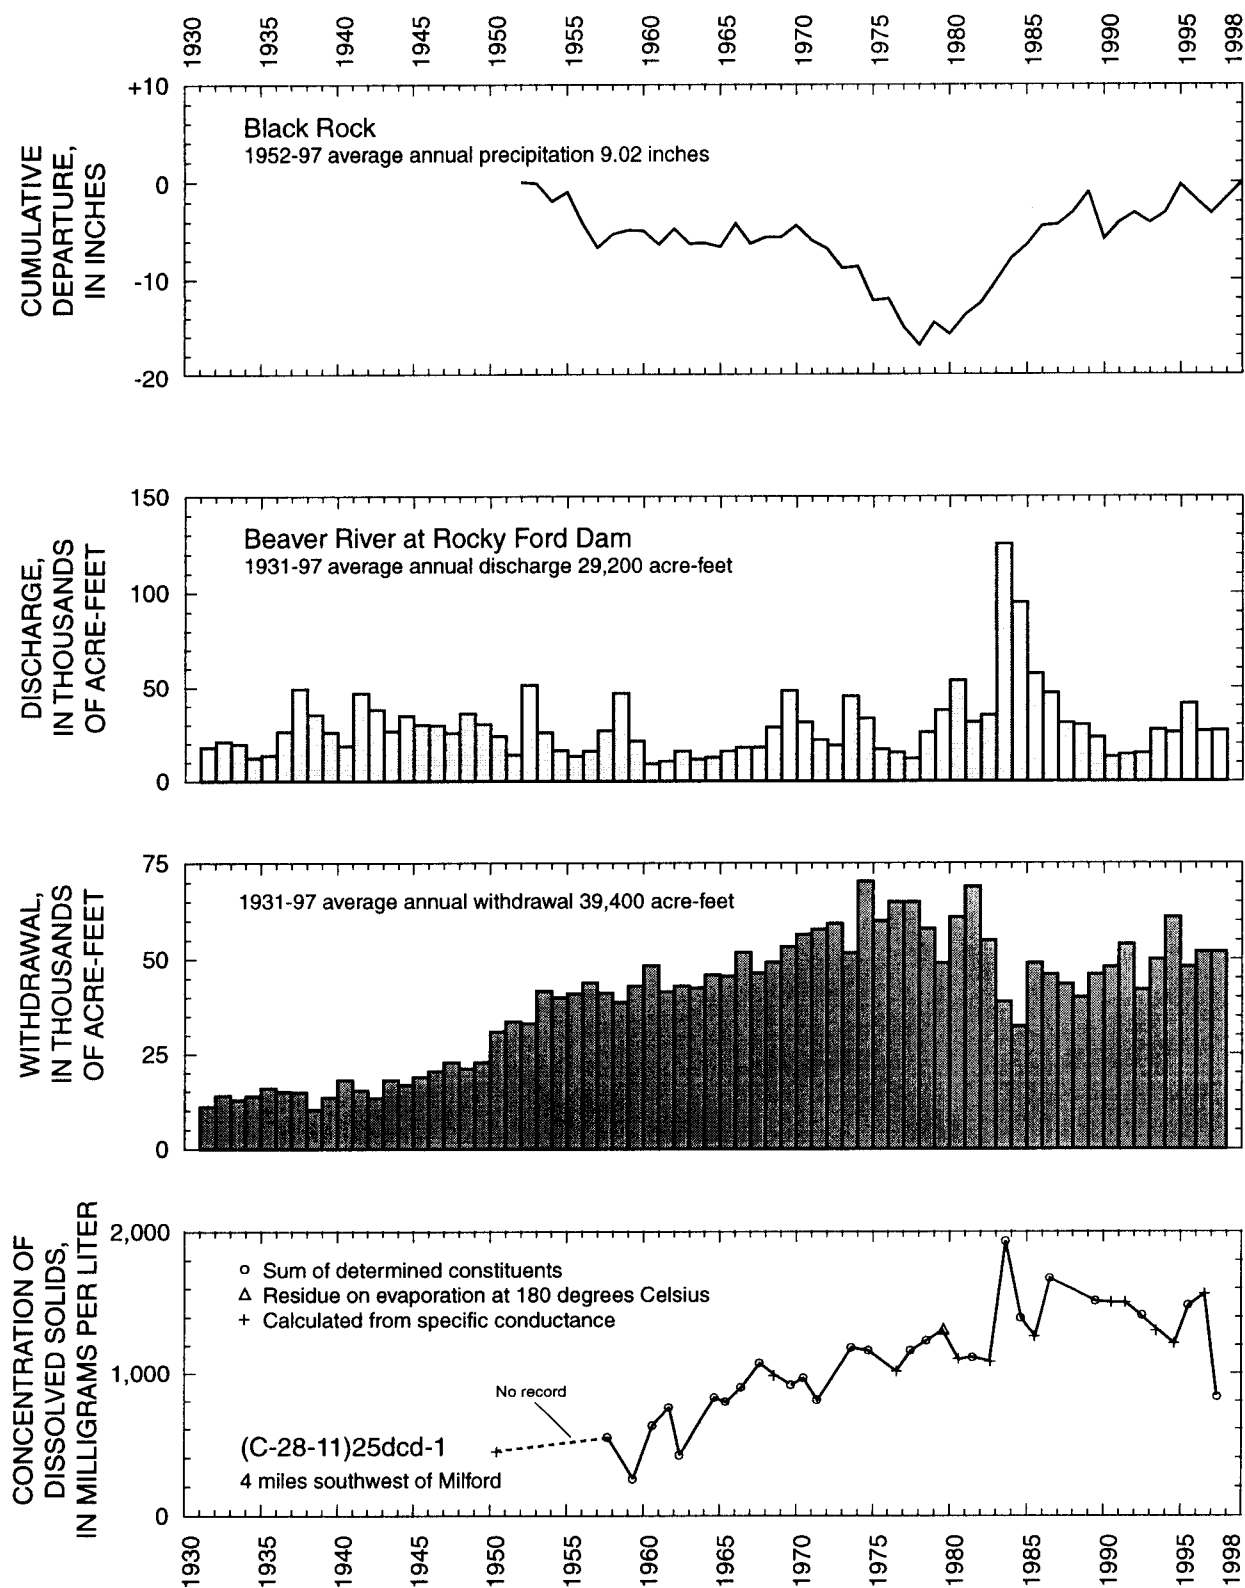 1930 1935 1940 1945 1950 1955 1960 1965 1970 1975 1980 1985 1990 1995 1998
+10
0
-10
-20
CUMULATIVE
DEPARTURE,
IN INCHES
Black Rock
1952-97 average annual precipitation 9.02 inches
150
100
50
0
DISCHARGE,
IN THOUSANDS
OF ACRE-FEET
Beaver River at Rocky Ford Dam
1931-97 average annual discharge 29,200 acre-feet
75
50
25
0
WITHDRAWAL,
IN THOUSANDS
OF ACRE-FEET
1931-97 average annual withdrawal 39,400 acre-feet
2,000
1,000
0
CONCENTRATION OF
DISSOLVED SOLIDS,
IN MILLIGRAMS PER LITER
Sum of determined constituents
Residue on evaporation at 180 degrees Celsius
Calculated from specific conductance
No record
(C-28-11)25dcd-1
4 miles southwest of Milford
1930 1935 1940 1945 1950 1955 1960 1965 1970 1975 1980 1985 1990 1995 1998